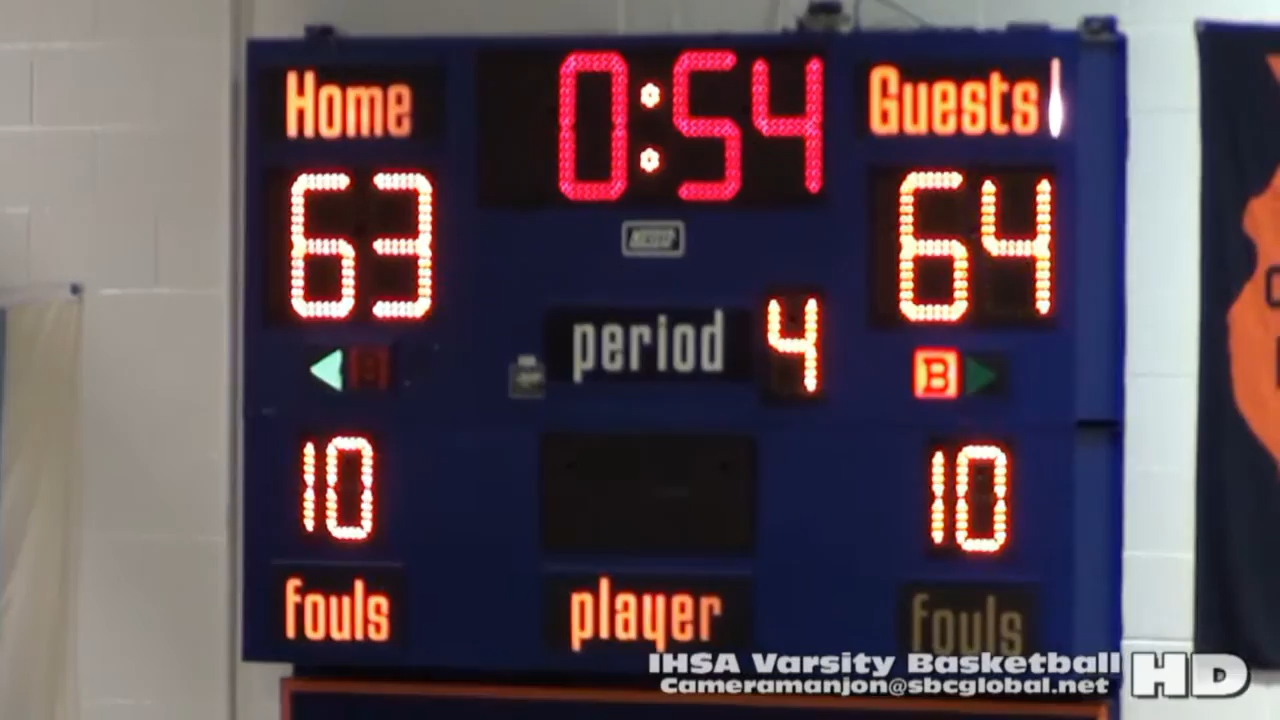 Home 0:54 Guests
63 64
period 4
B B
10 10
fouls player fouls
IHSA Varsity Basketball HD
Cameramanjon@sbcglobal.net